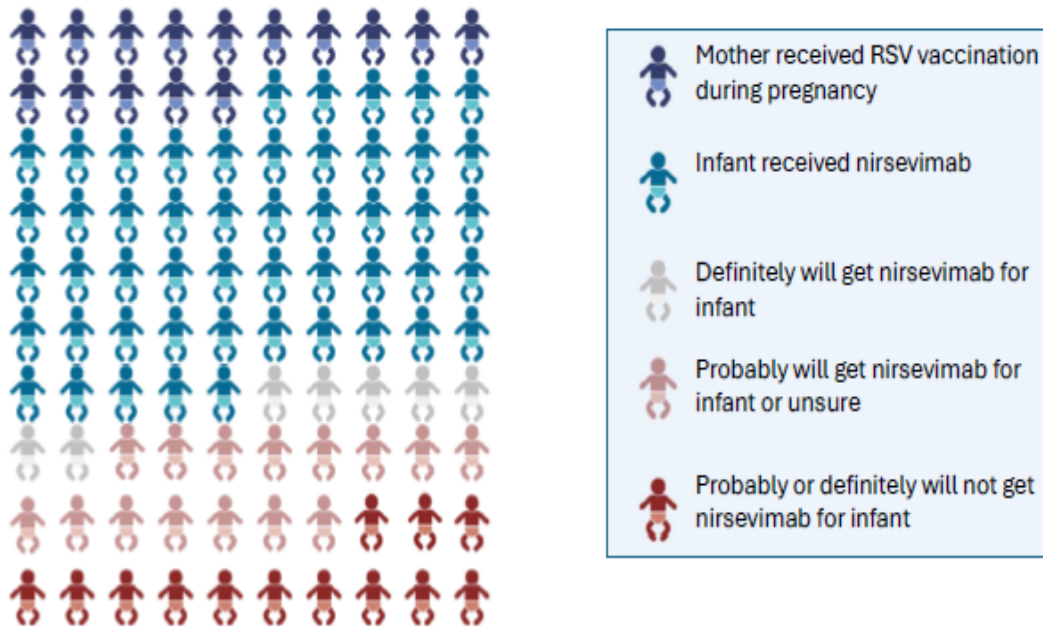 Mother received RSV vaccination
during pregnancy
Infant received nirsevimab
Definitely will get nirsevimab for
infant
Probably will get nirsevimab for
infant or unsure
Probably or definitely will not get
nirsevimab for infant